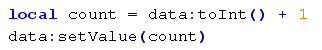 local count = data:toInt() + 1
data:setValue(count)